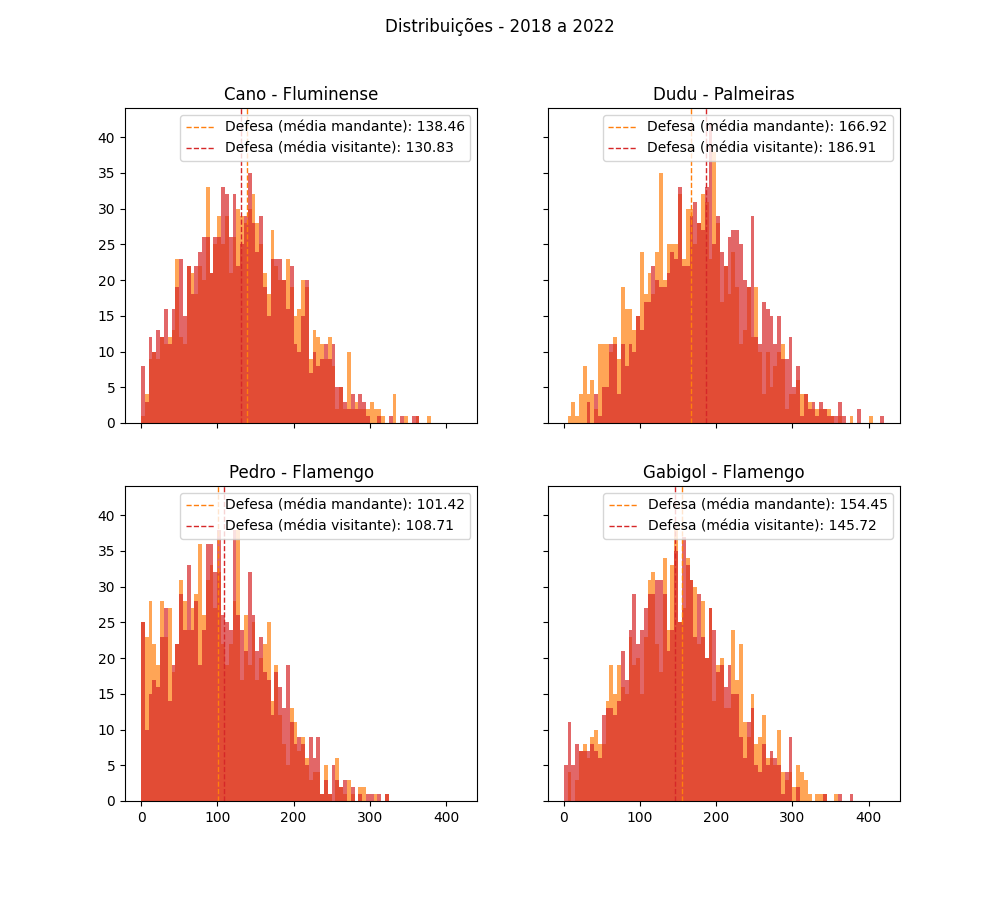 Distribuições - 2018 a 2022
Cano - Fluminense
Defesa (média mandante): 138.46
Defesa (média visitante): 130.83
40
35
30
25
20
15
10
5
0
Dudu - Palmeiras
Defesa (média mandante): 166.92
Defesa (média visitante): 186.91
Pedro - Flamengo
Defesa (média mandante): 101.42
Defesa (média visitante): 108.71
40
35
30
25
20
15
10
5
0
0 100 200 300 400
Gabigol - Flamengo
Defesa (média mandante): 154.45
Defesa (média visitante): 145.72
0 100 200 300 400